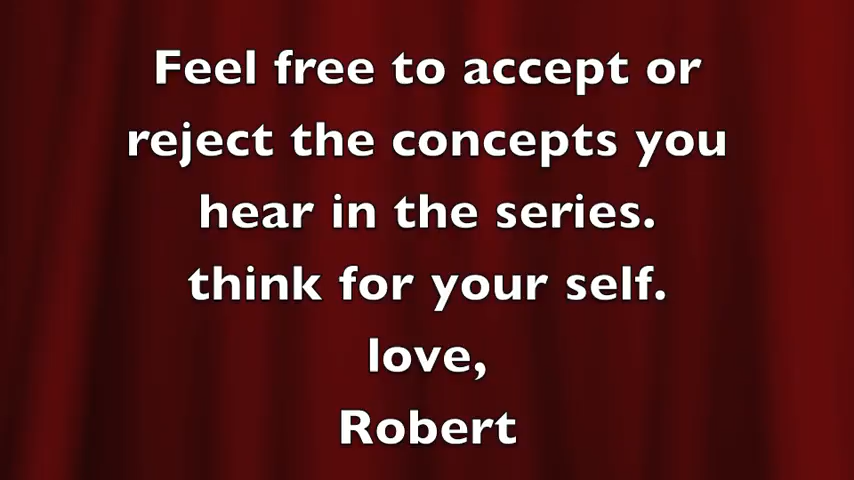 Feel free to accept or
reject the concepts you
hear in the series.
think for your self.
love,
Robert